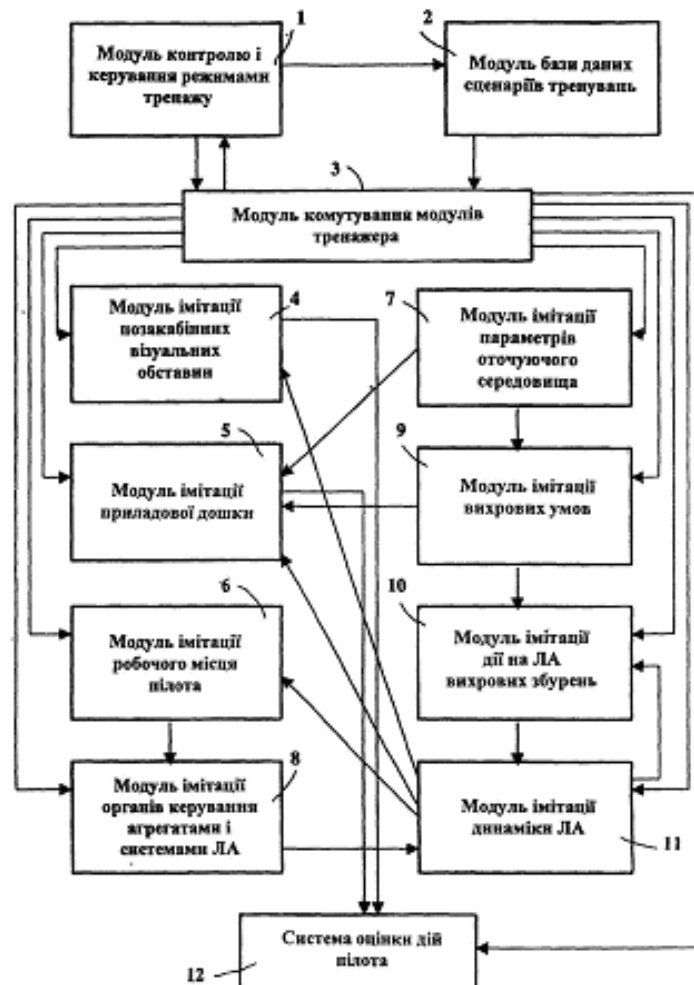 1
Модуль контролю і
керування режимами
тренажу
2
Модуль бази даних
сценаріїв тренувань
3
Модуль комутування модулів
тренажера
4
Модуль імітації
позакабінних
візуальних
обставин
7
Модуль імітації
параметрів
оточуючого
середовища
5
Модуль імітації
приладової дошки
9
Модуль імітації
вихрових умов
6
Модуль імітації
робочого місця
пілота
10
Модуль імітації
дії на ЛА
вихрових збурень
8
Модуль імітації
органів керування
агрегатами і
системами ЛА
Модуль імітації
динаміки ЛА
11
Система оцінки дій
пілота
12